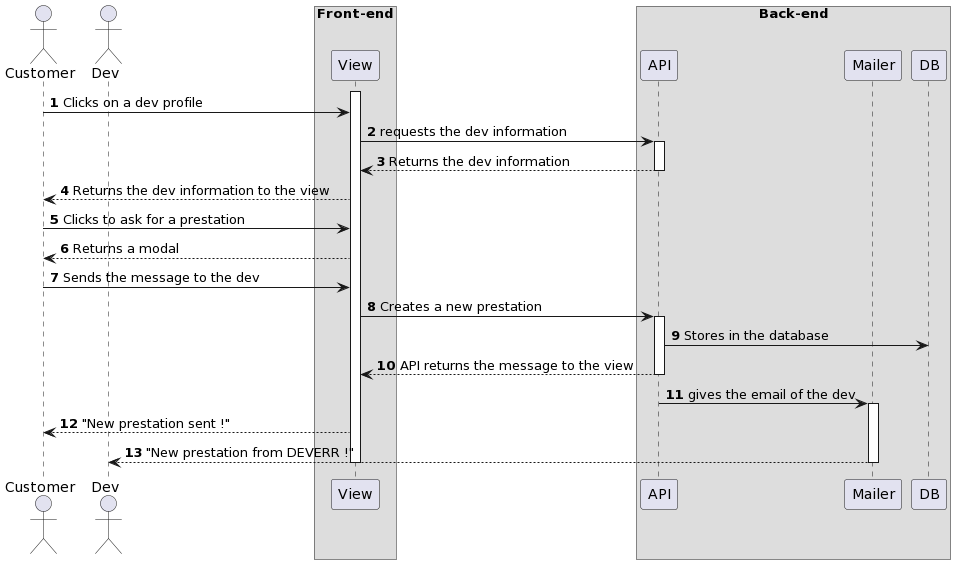 Front-end
Back-end
Customer
Dev
View
API
Mailer
DB
1 Clicks on a dev profile
2 requests the dev information
3 Returns the dev information
4 Returns the dev information to the view
5 Clicks to ask for a prestation
6 Returns a modal
7 Sends the message to the dev
8 Creates a new prestation
9 Stores in the database
10 API returns the message to the view
11 gives the email of the dev
12 "New prestation sent !"
13 "New prestation from DEVERR !"
Customer
Dev
View
API
Mailer
DB